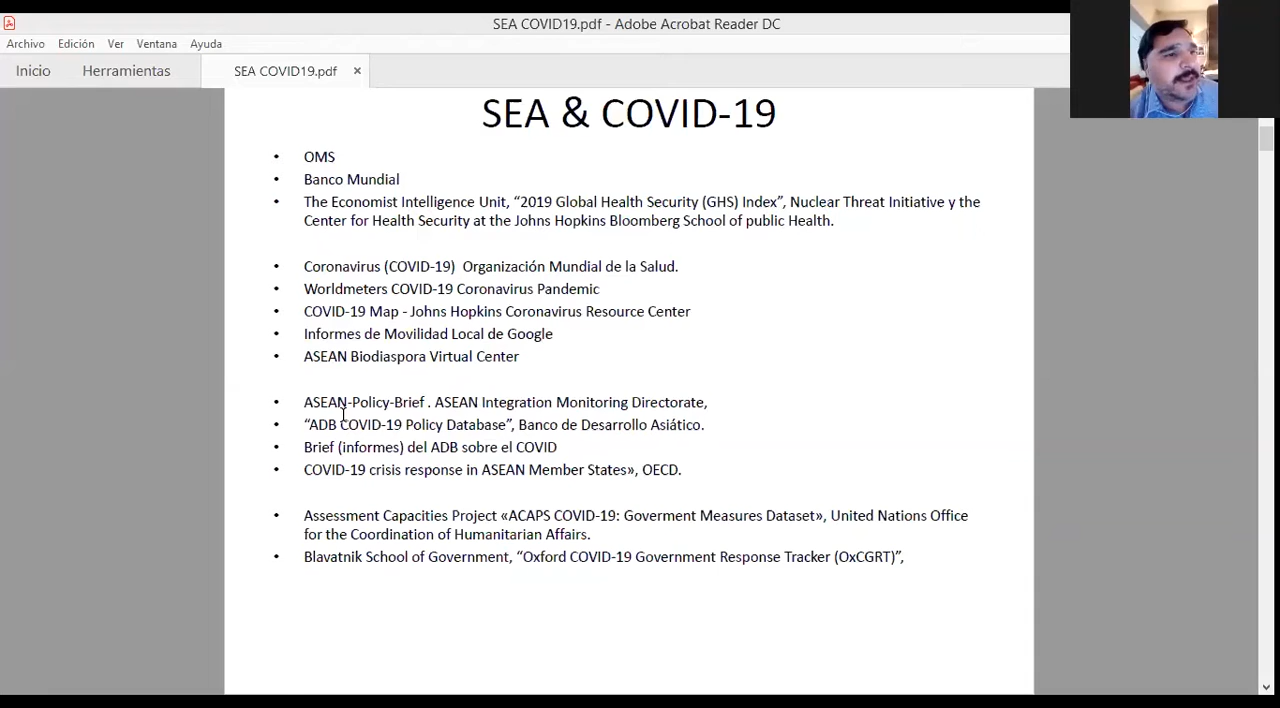 SEA COVID19.pdf - Adobe Acrobat Reader DC
Archivo Edición Ver Ventana Ayuda
Inicio Herramientas SEA COVID19.pdf ×
SEA & COVID-19
• OMS
• Banco Mundial
• The Economist Intelligence Unit, “2019 Global Health Security (GHS) Index”, Nuclear Threat Initiative y the
Center for Health Security at the Johns Hopkins Bloomberg School of public Health.
• Coronavirus (COVID-19) Organización Mundial de la Salud.
• Worldmeters COVID-19 Coronavirus Pandemic
• COVID-19 Map - Johns Hopkins Coronavirus Resource Center
• Informes de Movilidad Local de Google
• ASEAN Biodiaspora Virtual Center
• ASEAN-Policy-Brief . ASEAN Integration Monitoring Directorate,
• “ADB COVID-19 Policy Database”, Banco de Desarrollo Asiático.
• Brief (informes) del ADB sobre el COVID
• COVID-19 crisis response in ASEAN Member States», OECD.
• Assessment Capacities Project «ACAPS COVID-19: Goverment Measures Dataset», United Nations Office
for the Coordination of Humanitarian Affairs.
• Blavatnik School of Government, “Oxford COVID-19 Government Response Tracker (OxCGRT)”,